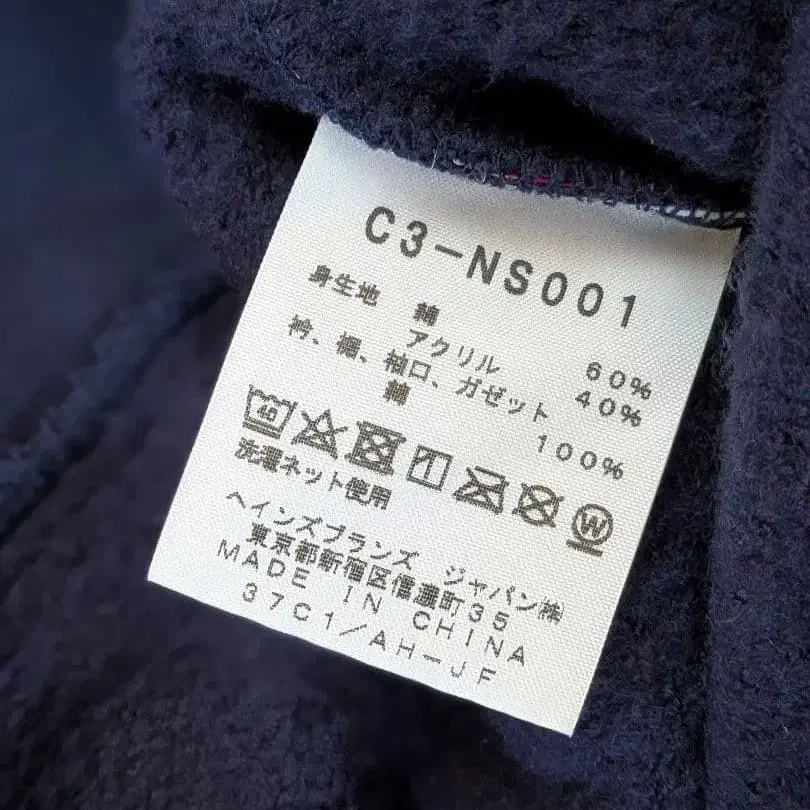 C3-NS001
身生地 綿 60%
アクリル 40%
衿、裾、袖口、ガゼット
綿 100%
W
洗濯ネット使用
ヘインズブランズ ジャパン㈱
東京都新宿区信濃町35
MADE IN CHINA
37C1/AH-JF